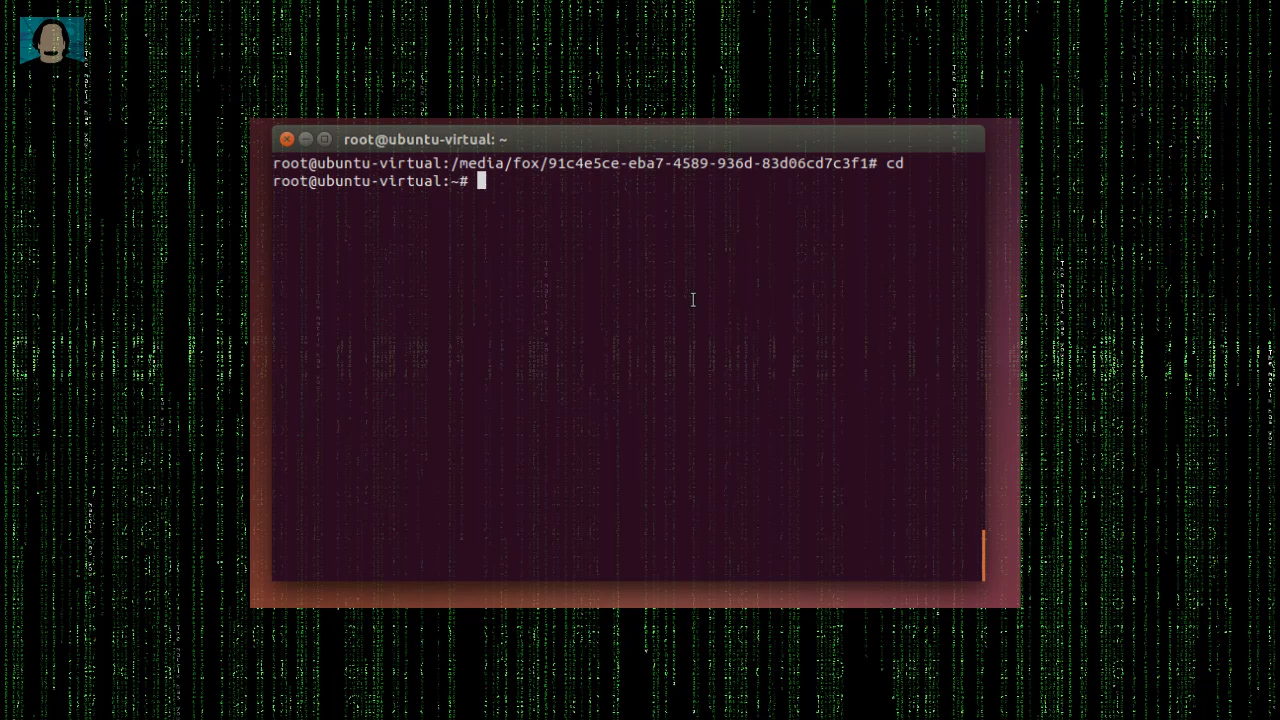 root@ubuntu-virtual: ~
root@ubuntu-virtual:/media/fox/91c4e5ce-eba7-4589-936d-83d06cd7c3f1# cd
root@ubuntu-virtual:~#